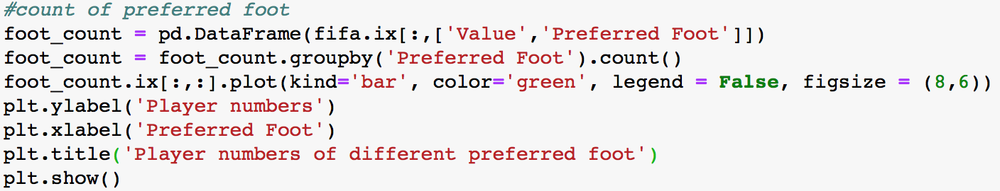 #count of preferred foot
foot_count = pd.DataFrame(fifa.ix[:,['Value','Preferred Foot']])
foot_count = foot_count.groupby('Preferred Foot').count()
foot_count.ix[:,:].plot(kind='bar', color='green', legend = False, figsize = (8,6))
plt.ylabel('Player numbers')
plt.xlabel('Preferred Foot')
plt.title('Player numbers of different preferred foot')
plt.show()